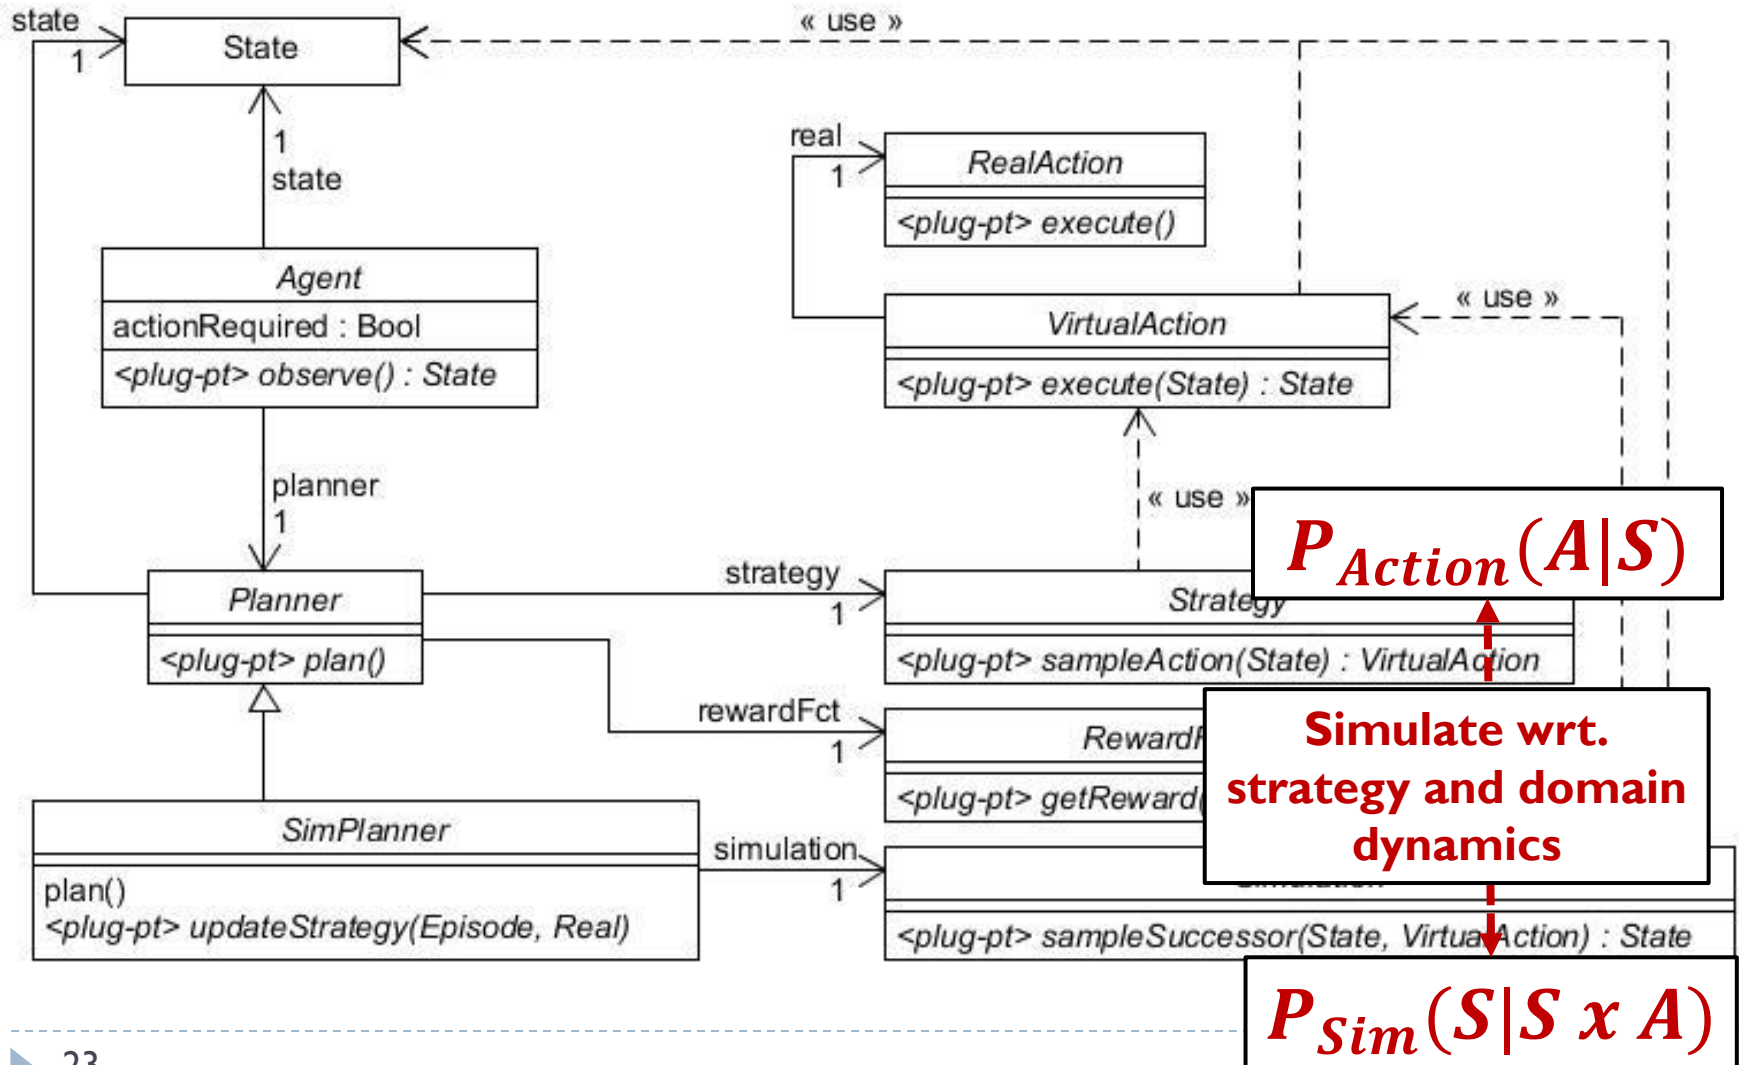 state
1
State
« use »
1
state
real
1
RealAction
<plug-pt> execute()
Agent
actionRequired : Bool
<plug-pt> observe() : State
VirtualAction
<plug-pt> execute(State) : State
« use »
planner
1
« use »
P_Action(A|S)
Planner
<plug-pt> plan()
strategy
1
Strategy
<plug-pt> sampleAction(State) : VirtualAction
rewardFct
1
<plug-pt> getReward(
Simulate wrt.
strategy and domain
dynamics
SimPlanner
plan()
<plug-pt> updateStrategy(Episode, Real)
simulation
1
<plug-pt> sampleSuccessor(State, VirtualAction) : State
P_Sim(S|S x A)
23